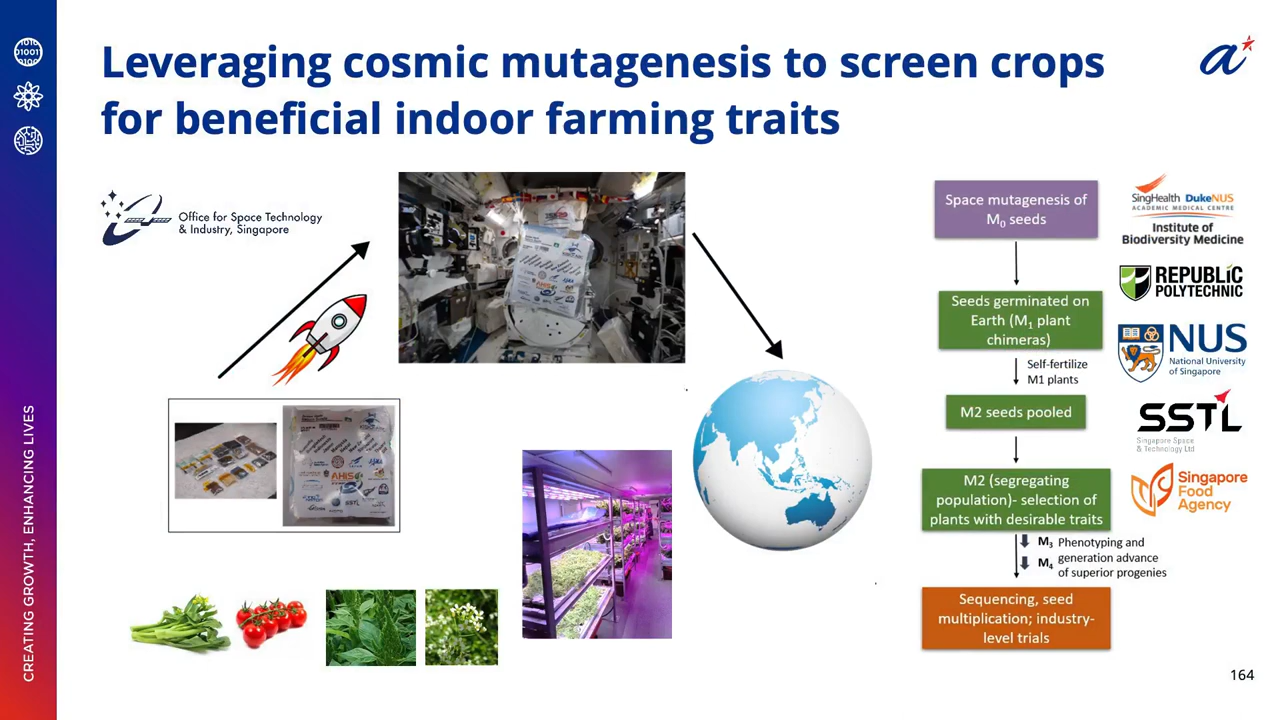 Leveraging cosmic mutagenesis to screen crops
for beneficial indoor farming traits
Office for Space Technology
& Industry, Singapore
AHIS
SSTL
Space mutagenesis of
M0 seeds
Seeds germinated on
Earth (M1 plant
chimeras)
Self-fertilize
M1 plants
M2 seeds pooled
M2 (segregating
population)- selection of
plants with desirable traits
M3 Phenotyping and
M4 generation advance
of superior progenies
Sequencing, seed
multiplication; industry-
level trials
SingHealth DukeNUS
ACADEMIC MEDICAL CENTRE
Institute of
Biodiversity Medicine
REPUBLIC
POLYTECHNIC
NUS
National University
of Singapore
SSTL
Singapore Space
& Technology Ltd
Singapore
Food
Agency
CREATING GROWTH, ENHANCING LIVES
164